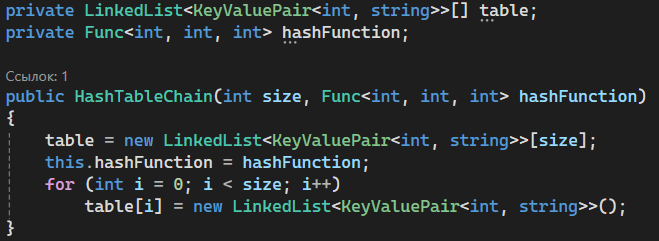 private LinkedList<KeyValuePair<int, string>>[] table;
private Func<int, int, int> hashFunction;
Ссылок: 1
public HashTableChain(int size, Func<int, int, int> hashFunction)
{
    table = new LinkedList<KeyValuePair<int, string>>[size];
    this.hashFunction = hashFunction;
    for (int i = 0; i < size; i++)
        table[i] = new LinkedList<KeyValuePair<int, string>>();
}